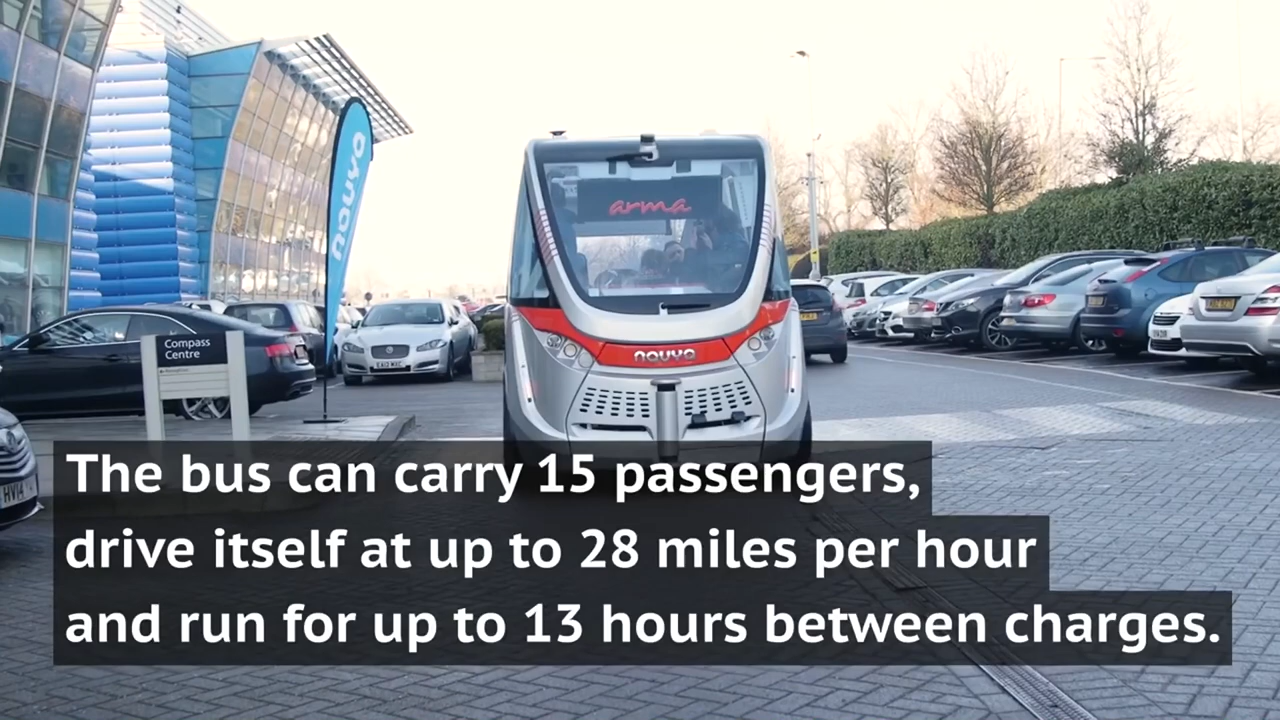 navya
arma
navya
Compass
Centre
The bus can carry 15 passengers,
drive itself at up to 28 miles per hour
and run for up to 13 hours between charges.